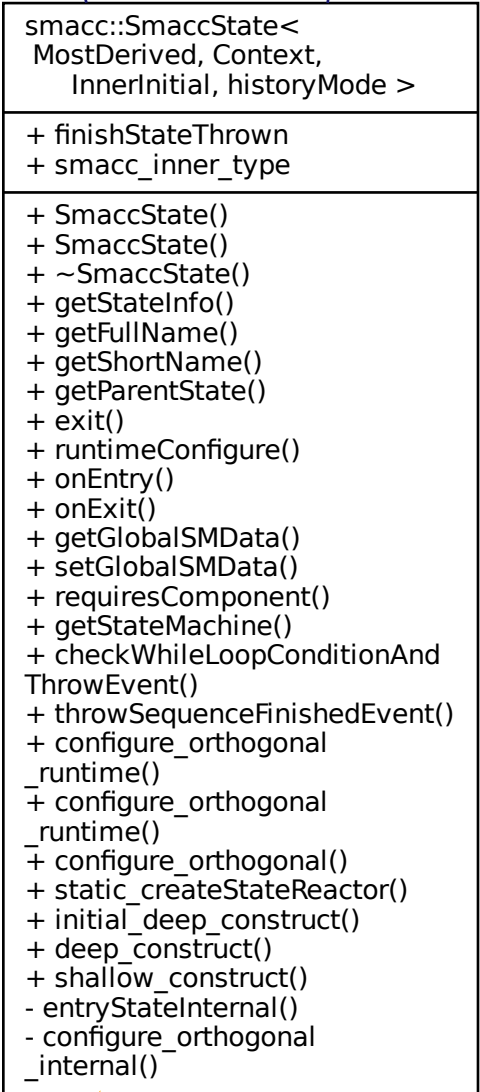 smacc::SmaccState<
MostDerived, Context,
InnerInitial, historyMode >
+ finishStateThrown
+ smacc_inner_type
+ SmaccState()
+ SmaccState()
+ ~SmaccState()
+ getStateInfo()
+ getFullName()
+ getShortName()
+ getParentState()
+ exit()
+ runtimeConfigure()
+ onEntry()
+ onExit()
+ getGlobalSMData()
+ setGlobalSMData()
+ requiresComponent()
+ getStateMachine()
+ checkWhileLoopConditionAnd
ThrowEvent()
+ throwSequenceFinishedEvent()
+ configure_orthogonal
_runtime()
+ configure_orthogonal
_runtime()
+ configure_orthogonal()
+ static_createStateReactor()
+ initial_deep_construct()
+ deep_construct()
+ shallow_construct()
- entryStateInternal()
- configure_orthogonal
_internal()